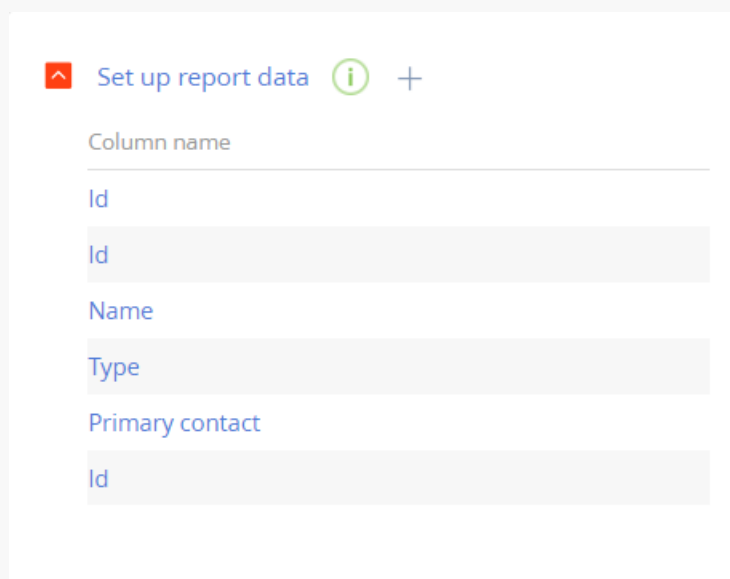 Set up report data
Column name
Id
Id
Name
Type
Primary contact
Id